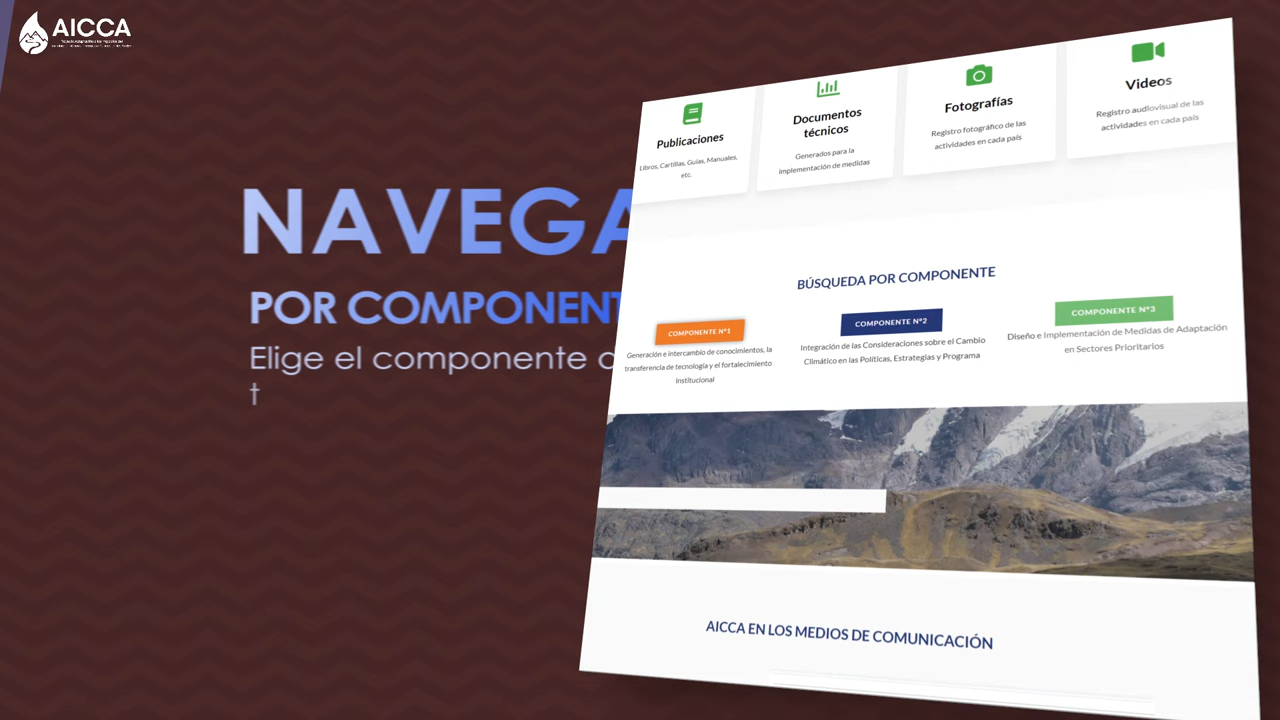 AICCA
NAVEGA
POR COMPONENT
Elige el componente
t
Publicaciones
Libros, Cartillas, Guías, Manuales,
etc.
Documentos
técnicos
Generados para la
implementación de medidas
Fotografías
Registro fotográfico de las
actividades en cada país
Videos
Registro audiovisual de las
actividades en cada país
BÚSQUEDA POR COMPONENTE
COMPONENTE Nº1
Generación e intercambio de conocimientos, la
transferencia de tecnología y el fortalecimiento
Institucional
COMPONENTE Nº2
Integración de las Consideraciones sobre el Cambio
Climático en las Políticas, Estrategias y Programa
COMPONENTE Nº3
Diseño e Implementación de Medidas de Adaptación
en Sectores Prioritarios
AICCA EN LOS MEDIOS DE COMUNICACIÓN